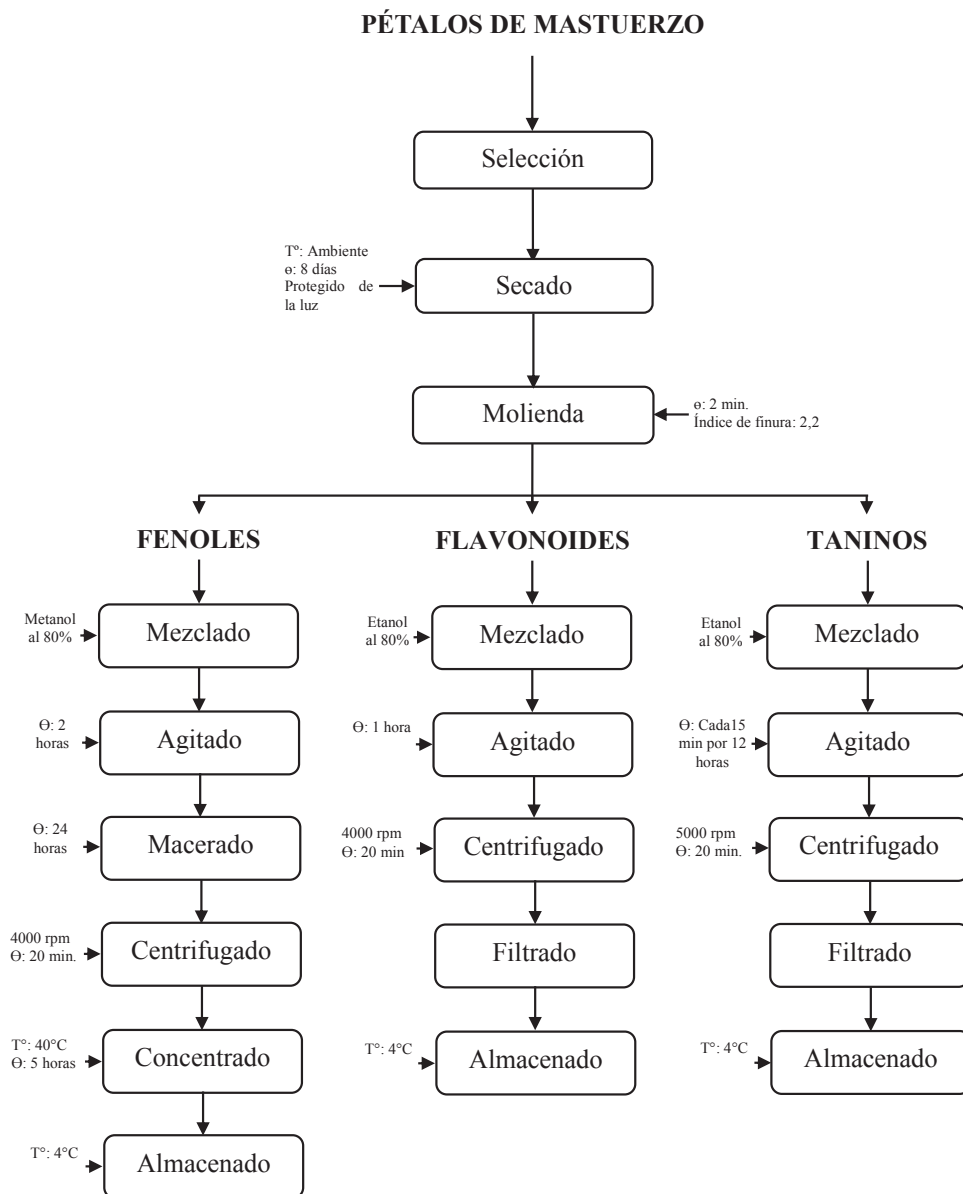 PÉTALOS DE MASTUERZO
Selección
Tº: Ambiente
ɵ: 8 días
Protegido de
la luz
Secado
Molienda
ɵ: 2 min.
Índice de finura: 2,2
FENOLES
Metanol
al 80%
Mezclado
Ɵ: 2
horas
Agitado
Ɵ: 24
horas
Macerado
4000 rpm
Ɵ: 20 min.
Centrifugado
T°: 40°C
Ɵ: 5 horas
Concentrado
T°: 4°C
Almacenado
FLAVONOIDES
Etanol
al 80%
Mezclado
Ɵ: 1 hora
Agitado
4000 rpm
Ɵ: 20 min
Centrifugado
Filtrado
T°: 4°C
Almacenado
TANINOS
Etanol
al 80%
Mezclado
Ɵ: Cada15
min por 12
horas
Agitado
5000 rpm
Ɵ: 20 min.
Centrifugado
Filtrado
T°: 4°C
Almacenado